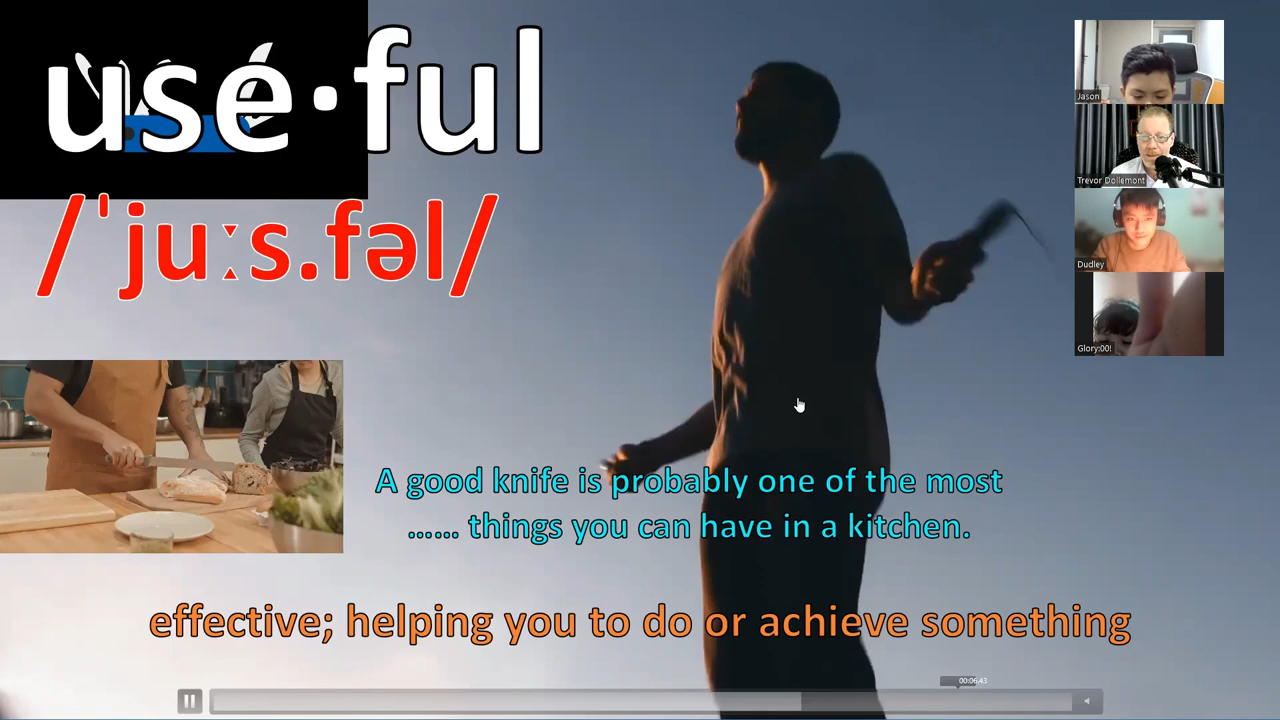 use·ful
/ˈjuːs.fəl/
Jason
Trevor Dollemont
Dudley
Glory:00!
A good knife is probably one of the most
...... things you can have in a kitchen.
effective; helping you to do or achieve something
00:06.43